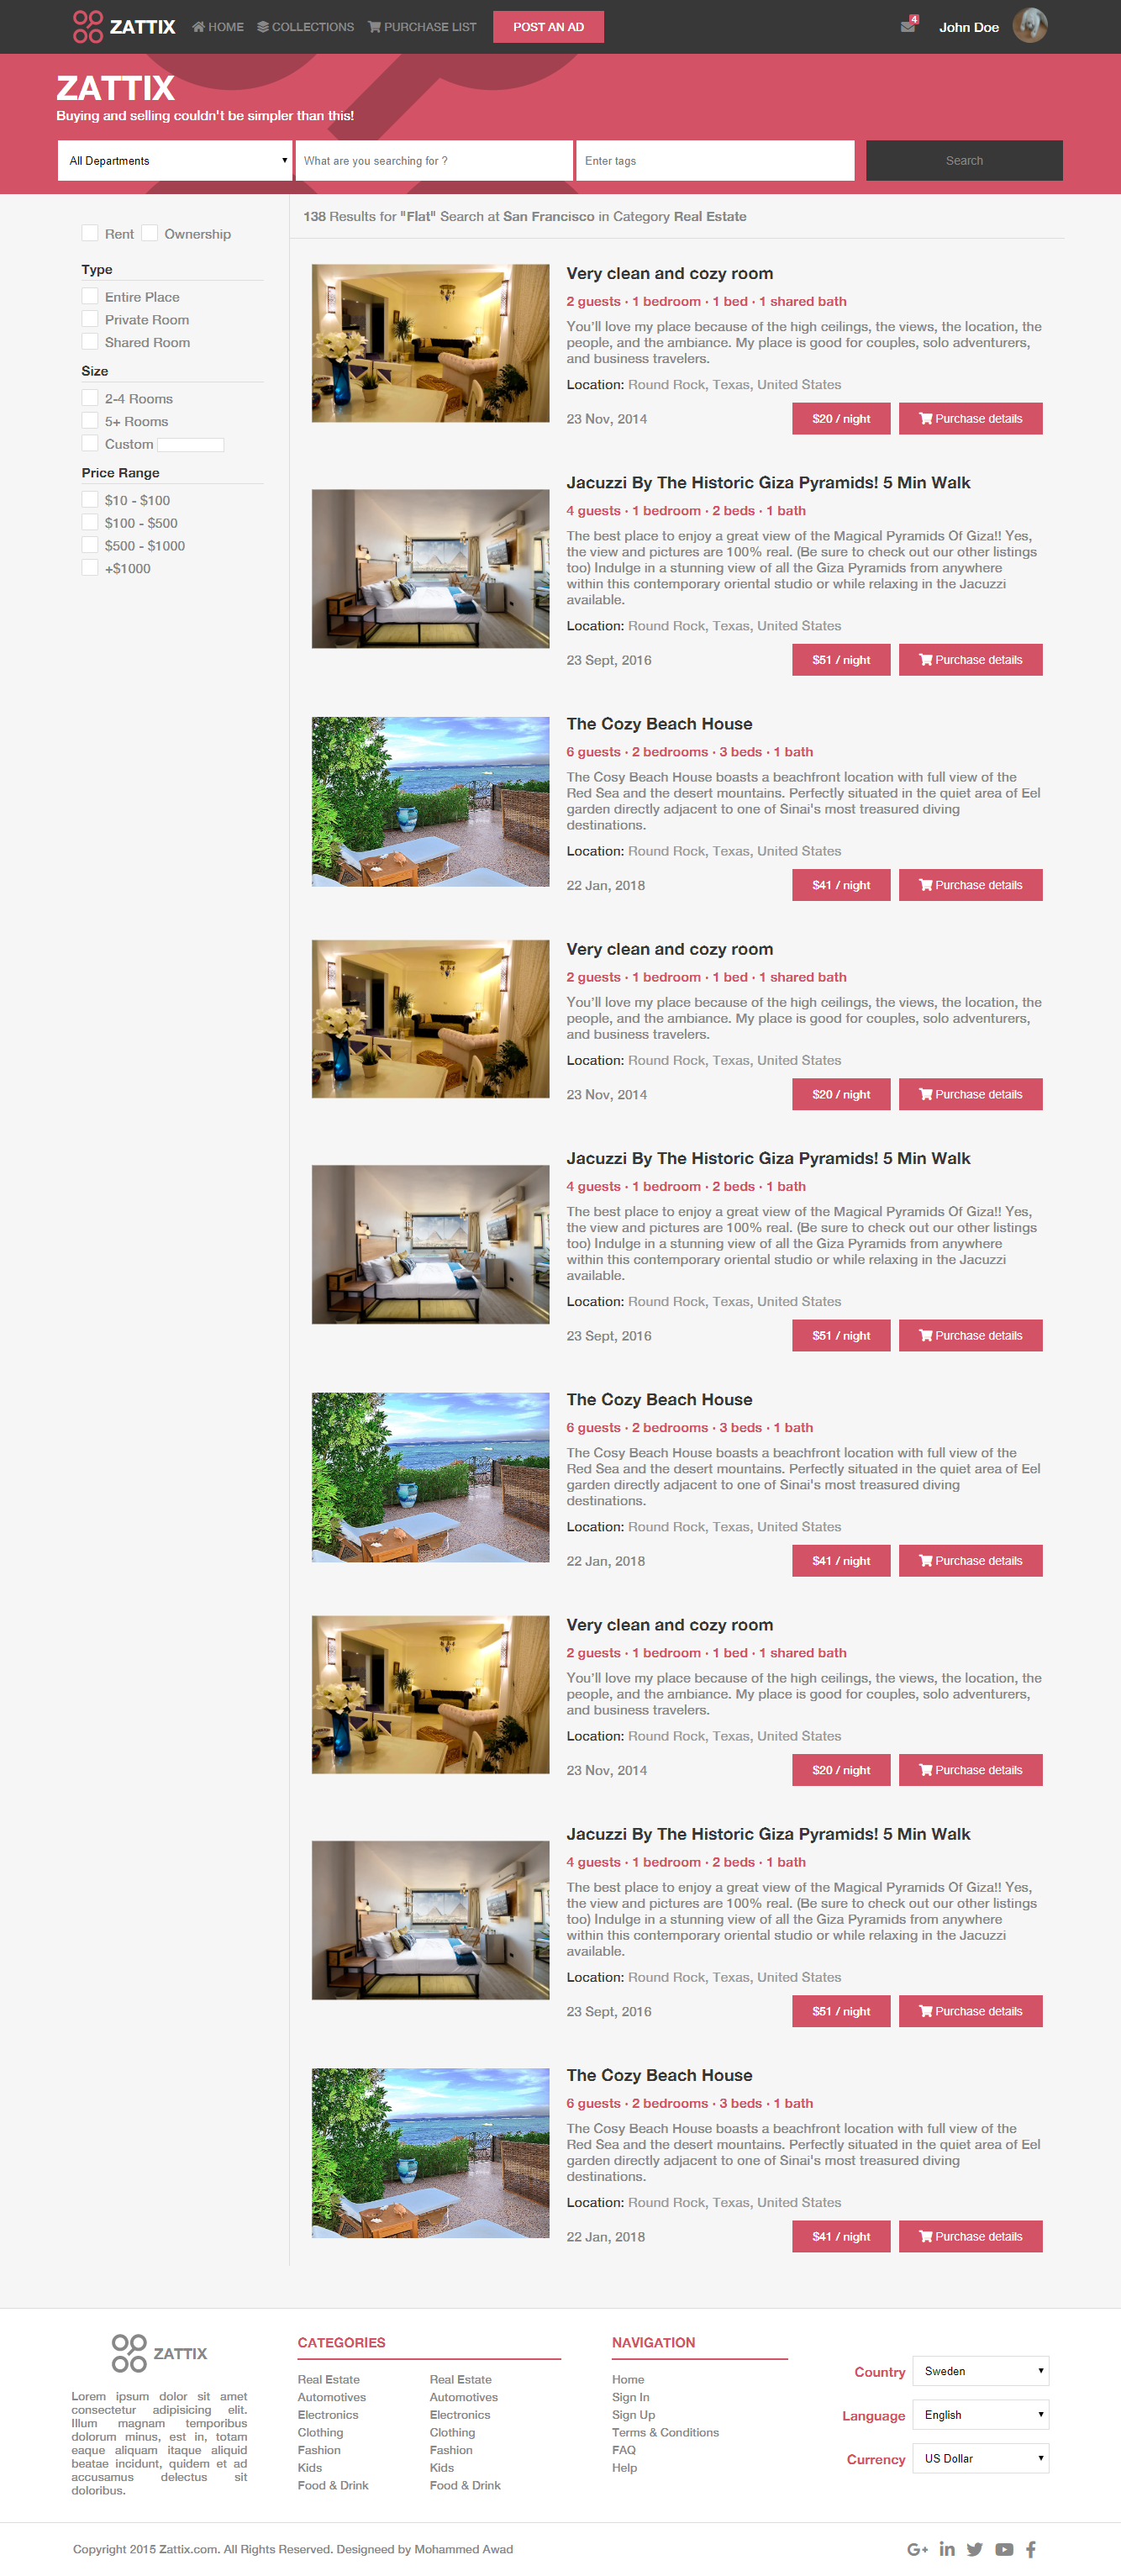 ZATTIX HOME COLLECTIONS PURCHASE LIST POST AN AD 4 John Doe
ZATTIX
Buying and selling couldn't be simpler than this!
All Departments What are you searching for ? Enter tags Search
138 Results for "Flat" Search at San Francisco in Category Real Estate
Rent Ownership
Type
Entire Place
Private Room
Shared Room
Size
2-4 Rooms
5+ Rooms
Custom
Price Range
$10 - $100
$100 - $500
$500 - $1000
+$1000
Very clean and cozy room
2 guests · 1 bedroom · 1 bed · 1 shared bath
You'll love my place because of the high ceilings, the views, the location, the
people, and the ambiance. My place is good for couples, solo adventurers,
and business travelers.
Location: Round Rock, Texas, United States
23 Nov, 2014 $20 / night Purchase details
Jacuzzi By The Historic Giza Pyramids! 5 Min Walk
4 guests · 1 bedroom · 2 beds · 1 bath
The best place to enjoy a great view of the Magical Pyramids Of Giza!! Yes,
the view and pictures are 100% real. (Be sure to check out our other listings
too) Indulge in a stunning view of all the Giza Pyramids from anywhere
within this contemporary oriental studio or while relaxing in the Jacuzzi
available.
Location: Round Rock, Texas, United States
23 Sept, 2016 $51 / night Purchase details
The Cozy Beach House
6 guests · 2 bedrooms · 3 beds · 1 bath
The Cosy Beach House boasts a beachfront location with full view of the
Red Sea and the desert mountains. Perfectly situated in the quiet area of Eel
garden directly adjacent to one of Sinai's most treasured diving
destinations.
Location: Round Rock, Texas, United States
22 Jan, 2018 $41 / night Purchase details
Very clean and cozy room
2 guests · 1 bedroom · 1 bed · 1 shared bath
You'll love my place because of the high ceilings, the views, the location, the
people, and the ambiance. My place is good for couples, solo adventurers,
and business travelers.
Location: Round Rock, Texas, United States
23 Nov, 2014 $20 / night Purchase details
Jacuzzi By The Historic Giza Pyramids! 5 Min Walk
4 guests · 1 bedroom · 2 beds · 1 bath
The best place to enjoy a great view of the Magical Pyramids Of Giza!! Yes,
the view and pictures are 100% real. (Be sure to check out our other listings
too) Indulge in a stunning view of all the Giza Pyramids from anywhere
within this contemporary oriental studio or while relaxing in the Jacuzzi
available.
Location: Round Rock, Texas, United States
23 Sept, 2016 $51 / night Purchase details
The Cozy Beach House
6 guests · 2 bedrooms · 3 beds · 1 bath
The Cosy Beach House boasts a beachfront location with full view of the
Red Sea and the desert mountains. Perfectly situated in the quiet area of Eel
garden directly adjacent to one of Sinai's most treasured diving
destinations.
Location: Round Rock, Texas, United States
22 Jan, 2018 $41 / night Purchase details
Very clean and cozy room
2 guests · 1 bedroom · 1 bed · 1 shared bath
You'll love my place because of the high ceilings, the views, the location, the
people, and the ambiance. My place is good for couples, solo adventurers,
and business travelers.
Location: Round Rock, Texas, United States
23 Nov, 2014 $20 / night Purchase details
Jacuzzi By The Historic Giza Pyramids! 5 Min Walk
4 guests · 1 bedroom · 2 beds · 1 bath
The best place to enjoy a great view of the Magical Pyramids Of Giza!! Yes,
the view and pictures are 100% real. (Be sure to check out our other listings
too) Indulge in a stunning view of all the Giza Pyramids from anywhere
within this contemporary oriental studio or while relaxing in the Jacuzzi
available.
Location: Round Rock, Texas, United States
23 Sept, 2016 $51 / night Purchase details
The Cozy Beach House
6 guests · 2 bedrooms · 3 beds · 1 bath
The Cosy Beach House boasts a beachfront location with full view of the
Red Sea and the desert mountains. Perfectly situated in the quiet area of Eel
garden directly adjacent to one of Sinai's most treasured diving
destinations.
Location: Round Rock, Texas, United States
22 Jan, 2018 $41 / night Purchase details
ZATTIX
Lorem ipsum dolor sit amet
consectetur adipisicing elit.
Illum magnam temporibus
dolorum minus, est in, totam
eaque aliquam itaque aliquid
beatae incidunt, quidem et ad
accusamus delectus sit
doloribus.
CATEGORIES
Real Estate Real Estate
Automotives Automotives
Electronics Electronics
Clothing Clothing
Fashion Fashion
Kids Kids
Food & Drink Food & Drink
NAVIGATION
Home
Sign In
Sign Up
Terms & Conditions
FAQ
Help
Country Sweden
Language English
Currency US Dollar
Copyright 2015 Zattix.com. All Rights Reserved. Designeed by Mohammed Awad